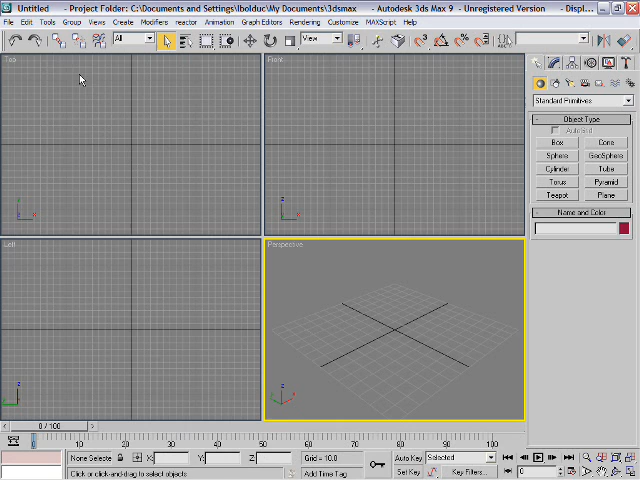 Untitled - Project Folder: C:\Documents and Settings\lbolduc\My Documents\3dsmax - Autodesk 3ds Max 9 - Unregistered Version - Displ...
File Edit Tools Group Views Create Modifiers reactor Animation Graph Editors Rendering Customize MAXScript Help
All
View
Top
Front
Left
Perspective
Standard Primitives
- Object Type
AutoGrid
Box Cone
Sphere GeoSphere
Cylinder Tube
Torus Pyramid
Teapot Plane
- Name and Color
0 / 100
0 10 20 30 40 50 60 70 80 90 100
None Selecte X: Y: Z: Grid = 10.0 Auto Key Selected
Click or click-and-drag to select objects Add Time Tag Set Key Key Filters... 0